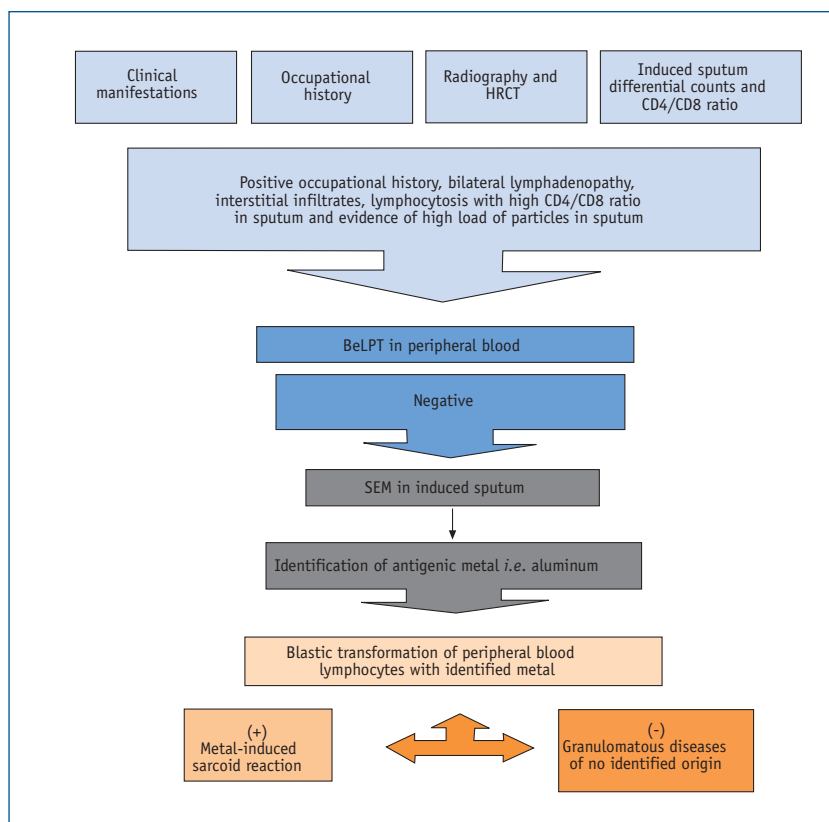 Clinical
manifestations
Occupational
history
Radiography and
HRCT
Induced sputum
differential counts and
CD4/CD8 ratio
Positive occupational history, bilateral lymphadenopathy,
interstitial infiltrates, lymphocytosis with high CD4/CD8 ratio
in sputum and evidence of high load of particles in sputum
BeLPT in peripheral blood
Negative
SEM in induced sputum
Identification of antigenic metal i.e. aluminum
Blastic transformation of peripheral blood
lymphocytes with identified metal
(+)
Metal-induced
sarcoid reaction
(-)
Granulomatous diseases
of no identified origin